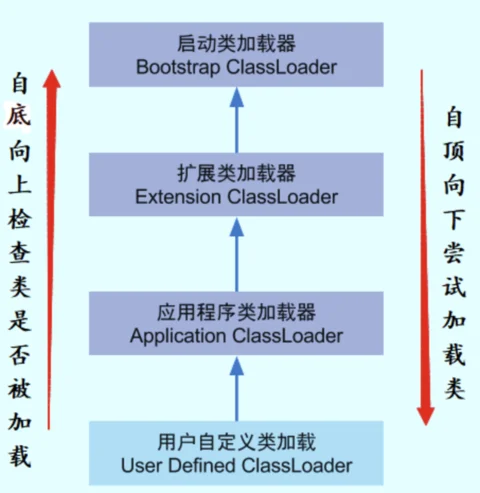 启动类加载器
Bootstrap ClassLoader
扩展类加载器
Extension ClassLoader
应用程序类加载器
Application ClassLoader
用户自定义类加载
User Defined ClassLoader
自底向上检查类是否被加载
自顶向下尝试加载类